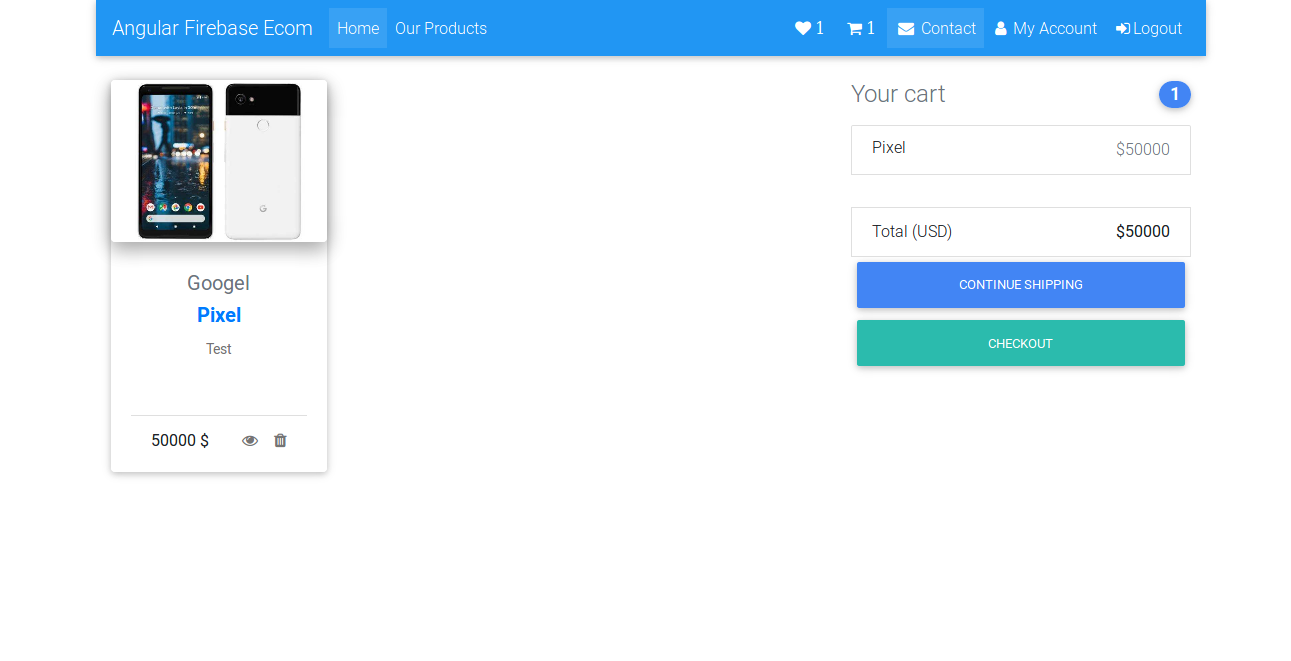 Angular Firebase Ecom Home Our Products 1 1 Contact My Account Logout
Your cart 1
Pixel $50000
Total (USD) $50000
CONTINUE SHIPPING
CHECKOUT
Googel
Pixel
Test
50000 $